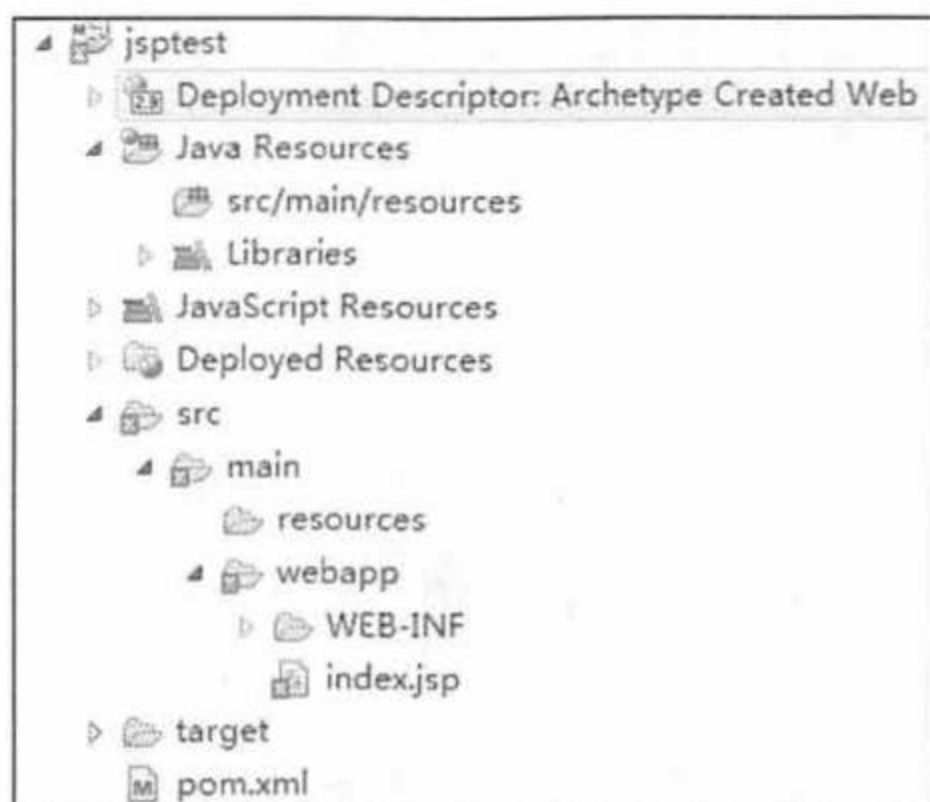 jsptest
Deployment Descriptor: Archetype Created Web
Java Resources
src/main/resources
Libraries
JavaScript Resources
Deployed Resources
src
main
resources
webapp
WEB-INF
index.jsp
target
pom.xml